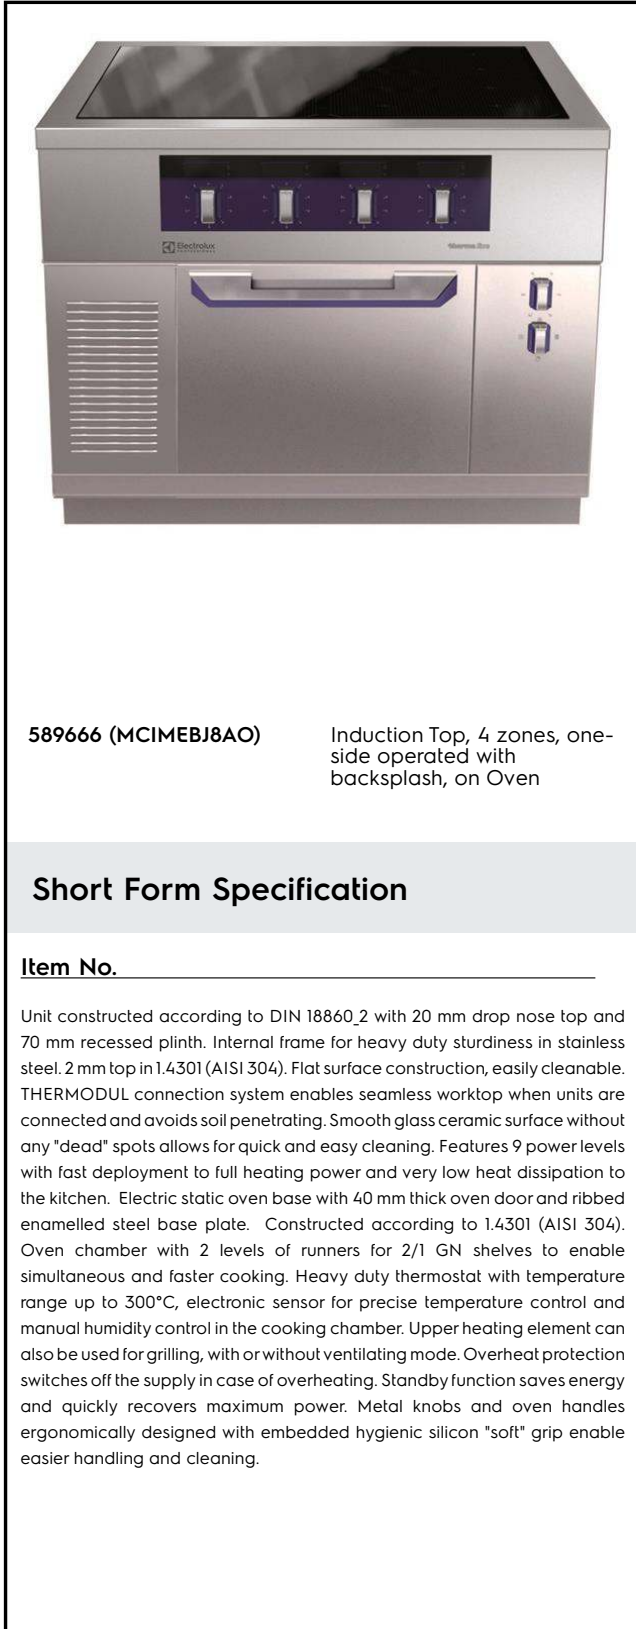 Electrolux
PROFESSIONAL
thermaline
589666 (MCIMEBJ8AO)
Induction Top, 4 zones, one-
side operated with
backsplash, on Oven
Short Form Specification
Item No.
Unit constructed according to DIN 18860_2 with 20 mm drop nose top and
70 mm recessed plinth. Internal frame for heavy duty sturdiness in stainless
steel. 2 mm top in 1.4301 (AISI 304). Flat surface construction, easily cleanable.
THERMODUL connection system enables seamless worktop when units are
connected and avoids soil penetrating. Smooth glass ceramic surface without
any "dead" spots allows for quick and easy cleaning. Features 9 power levels
with fast deployment to full heating power and very low heat dissipation to
the kitchen. Electric static oven base with 40 mm thick oven door and ribbed
enamelled steel base plate. Constructed according to 1.4301 (AISI 304).
Oven chamber with 2 levels of runners for 2/1 GN shelves to enable
simultaneous and faster cooking. Heavy duty thermostat with temperature
range up to 300°C, electronic sensor for precise temperature control and
manual humidity control in the cooking chamber. Upper heating element can
also be used for grilling, with or without ventilating mode. Overheat protection
switches off the supply in case of overheating. Standby function saves energy
and quickly recovers maximum power. Metal knobs and oven handles
ergonomically designed with embedded hygienic silicon "soft" grip enable
easier handling and cleaning.